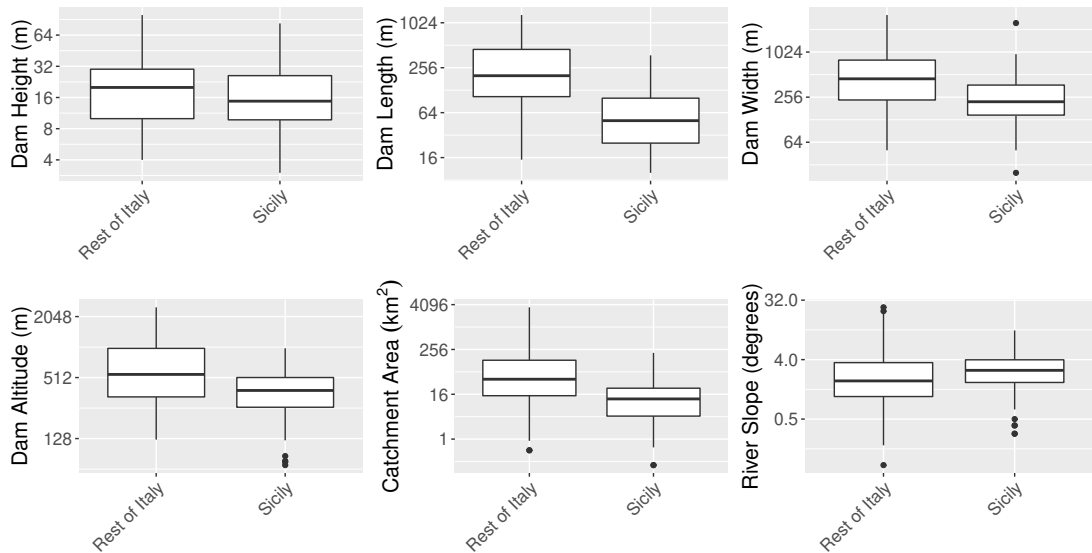 Dam Height (m)
64
32
16
8
4
Rest of Italy
Sicily
Dam Length (m)
1024
256
64
16
Rest of Italy
Sicily
Dam Width (m)
1024
256
64
Rest of Italy
Sicily
Dam Altitude (m)
2048
512
128
Rest of Italy
Sicily
Catchment Area (km²)
4096
256
16
1
Rest of Italy
Sicily
River Slope (degrees)
32.0
4.0
0.5
Rest of Italy
Sicily